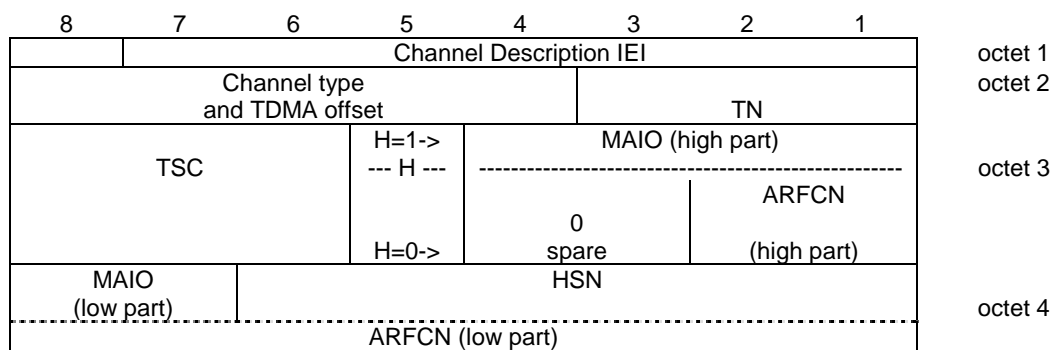 8 7 6 5 4 3 2 1
Channel Description IEI octet 1
Channel type octet 2
and TDMA offset TN
H=1-> MAIO (high part)
TSC --- H --- ----------------------------------------------------- octet 3
ARFCN
0
H=0-> spare (high part)
MAIO HSN
(low part) octet 4
ARFCN (low part)